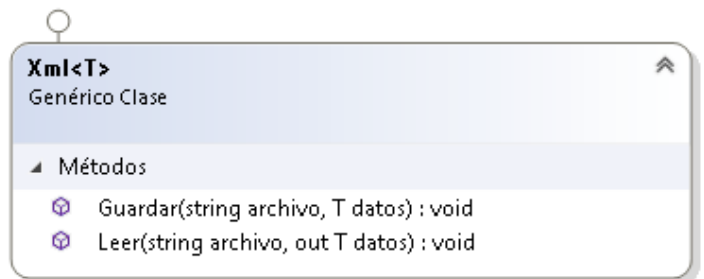 Xml<T>
Genérico Clase
Métodos
Guardar(string archivo, T datos) : void
Leer(string archivo, out T datos) : void